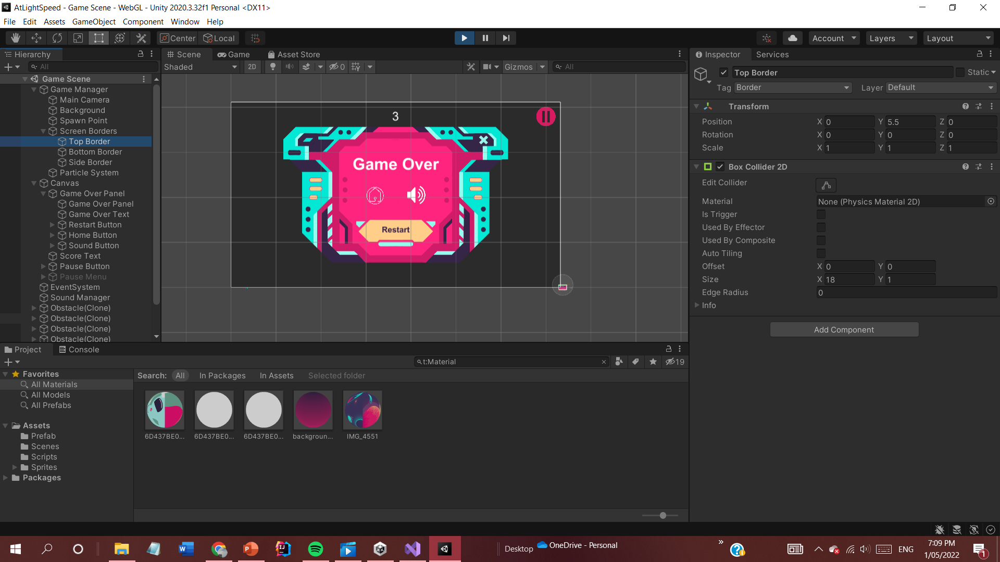 AtLightSpeed - Game Scene - WebGL - Unity 2020.3.32f1 Personal <DX11>
File Edit Assets GameObject Component Window Help
Center Local
Account Layers Layout
Hierarchy
All
Game Scene
Game Manager
Main Camera
Background
Spawn Point
Screen Borders
Top Border
Bottom Border
Side Border
Particle System
Canvas
Game Over Panel
Game Over Panel
Game Over Text
Restart Button
Home Button
Sound Button
Score Text
Pause Button
Pause Menu
EventSystem
Sound Manager
Obstacle(Clone)
Obstacle(Clone)
Obstacle(Clone)
Obstacle(Clone)
Scene Game Asset Store
Shaded 2D 0 Gizmos All
3
Game Over
Restart
Inspector Services
Top Border Static
Tag Border Layer Default
Transform
Position X 0 Y 5.5 Z 0
Rotation X 0 Y 0 Z 0
Scale X 1 Y 1 Z 1
Box Collider 2D
Edit Collider
Material None (Physics Material 2D)
Is Trigger
Used By Effector
Used By Composite
Auto Tiling
Offset X 0 Y 0
Size X 18 Y 1
Edge Radius 0
Info
Add Component
Project Console
t:Material 19
Favorites
All Materials
All Models
All Prefabs
Assets
Prefab
Scenes
Scripts
Sprites
Packages
Search: All In Packages In Assets Selected folder
6D437BE0... 6D437BE0... 6D437BE0... backgroun... IMG_4551
Desktop OneDrive - Personal
ENG
7:09 PM
1/05/2022
1